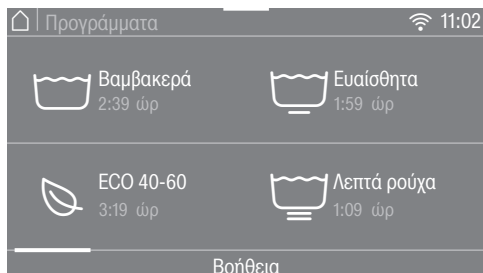 Προγράμματα 11:02
Βαμβακερά
2:39 ώρ
Ευαίσθητα
1:59 ώρ
ECO 40-60
3:19 ώρ
Λεπτά ρούχα
1:09 ώρ
Βοήθεια